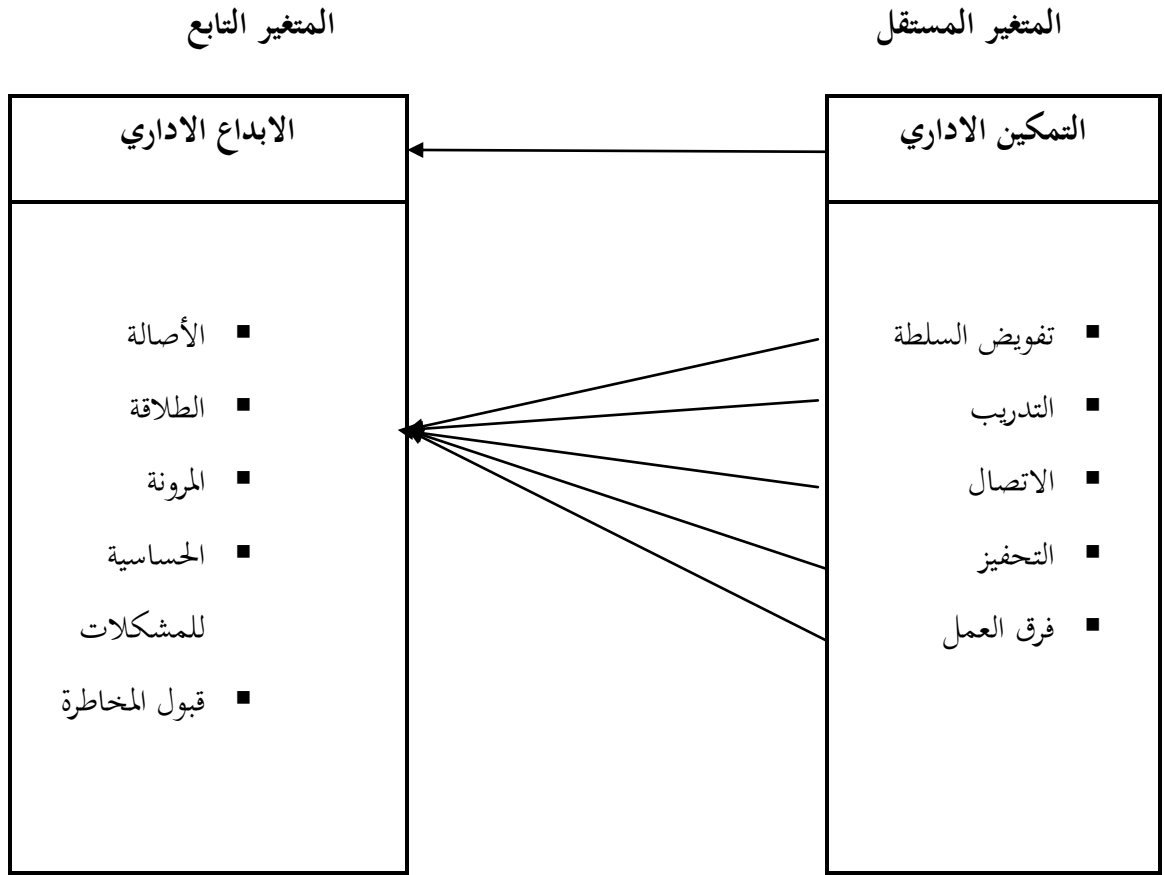 المتغير المستقل
المتغير التابع
التمكين الاداري
▪ تفويض السلطة
▪ التدريب
▪ الاتصال
▪ التحفيز
▪ فرق العمل
الابداع الاداري
▪ الأصالة
▪ الطلاقة
▪ المرونة
▪ الحساسية
للمشكلات
▪ قبول المخاطرة